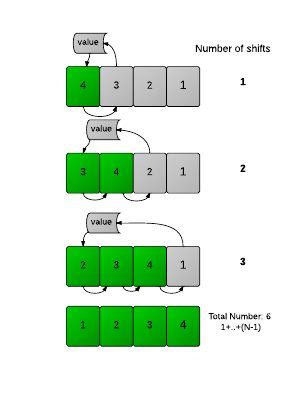 value
Number of shifts
4 3 2 1
1
value
3 4 2 1
2
value
2 3 4 1
3
1 2 3 4
Total Number: 6
1+..+(N-1)